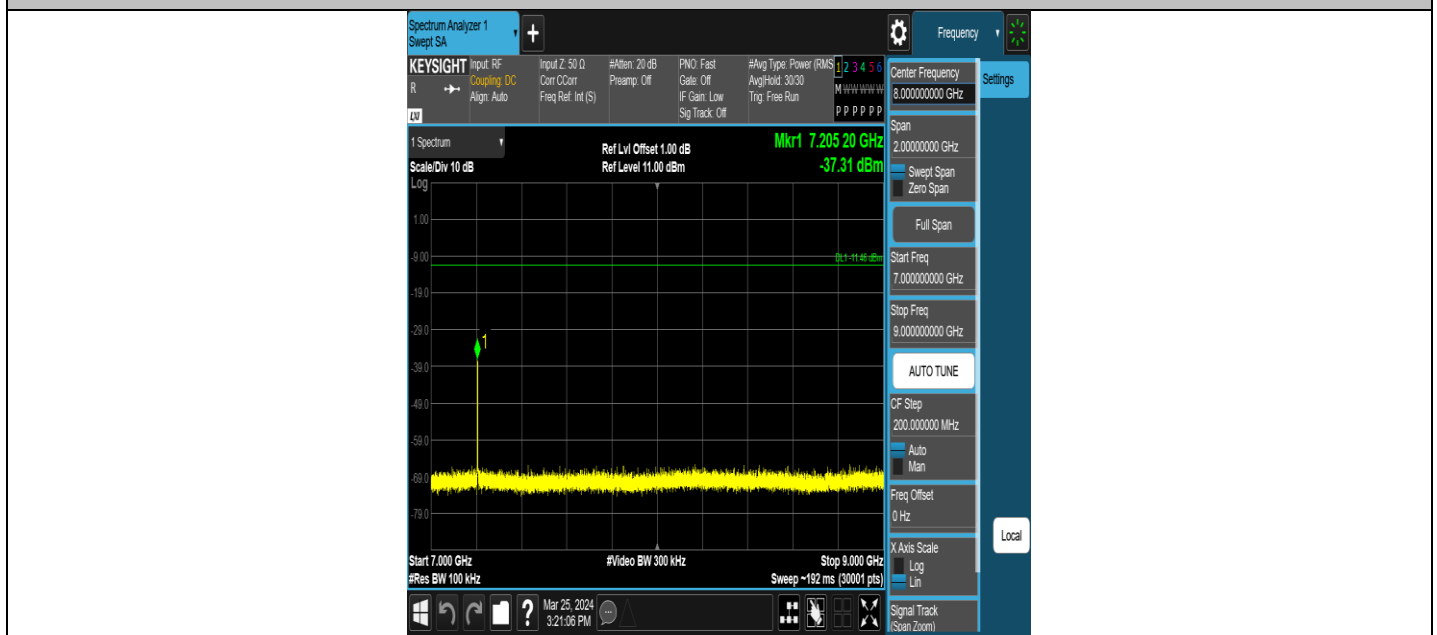 Spectrum Analyzer 1
Swept SA
+
Frequency
KEYSIGHT
R
LXI
Input: RF
Coupling: DC
Align: Auto
Input Z: 50 Ω
Corr CCorr
Freq Ref: Int (S)
#Atten: 20 dB
Preamp: Off
PNO: Fast
Gate: Off
IF Gain: Low
Sig Track: Off
#Avg Type: Power (RMS
Avg|Hold: 30/30
Trig: Free Run
1 2 3 4 5 6
M W W W W W
P P P P P P
1 Spectrum
Scale/Div 10 dB
Ref Lvl Offset 1.00 dB
Ref Level 11.00 dBm
Mkr1 7.205 20 GHz
-37.31 dBm
Log
1.00
-9.00
-19.0
-29.0
-39.0
-49.0
-59.0
-69.0
-79.0
DL1 -11.46 dBm
1
Start 7.000 GHz
#Res BW 100 kHz
#Video BW 300 kHz
Stop 9.000 GHz
Sweep ~192 ms (30001 pts)
?
Mar 25, 2024
3:21:06 PM
Center Frequency
8.000000000 GHz
Settings
Span
2.00000000 GHz
Swept Span
Zero Span
Full Span
Start Freq
7.000000000 GHz
Stop Freq
9.000000000 GHz
AUTO TUNE
CF Step
200.000000 MHz
Auto
Man
Freq Offset
0 Hz
X Axis Scale
Log
Lin
Local
Signal Track
(Span Zoom)